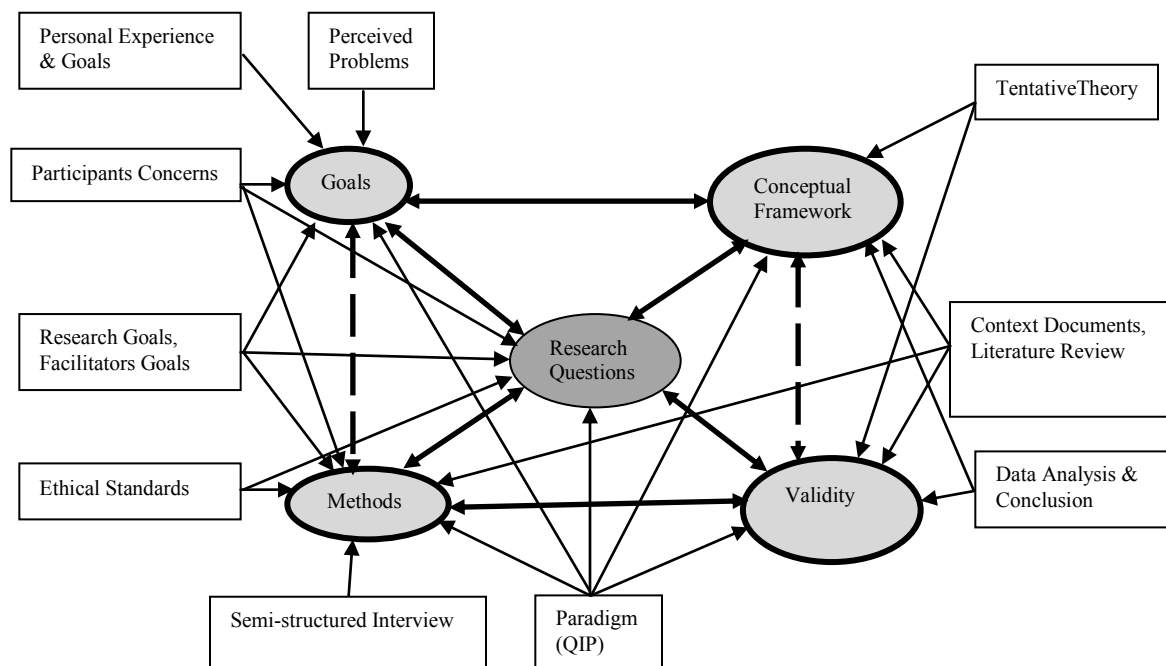 Personal Experience
& Goals
Perceived
Problems
TentativeTheory
Participants Concerns
Goals
Conceptual
Framework
Research Goals,
Facilitators Goals
Research
Questions
Context Documents,
Literature Review
Ethical Standards
Methods
Validity
Data Analysis &
Conclusion
Semi-structured Interview
Paradigm
(QIP)